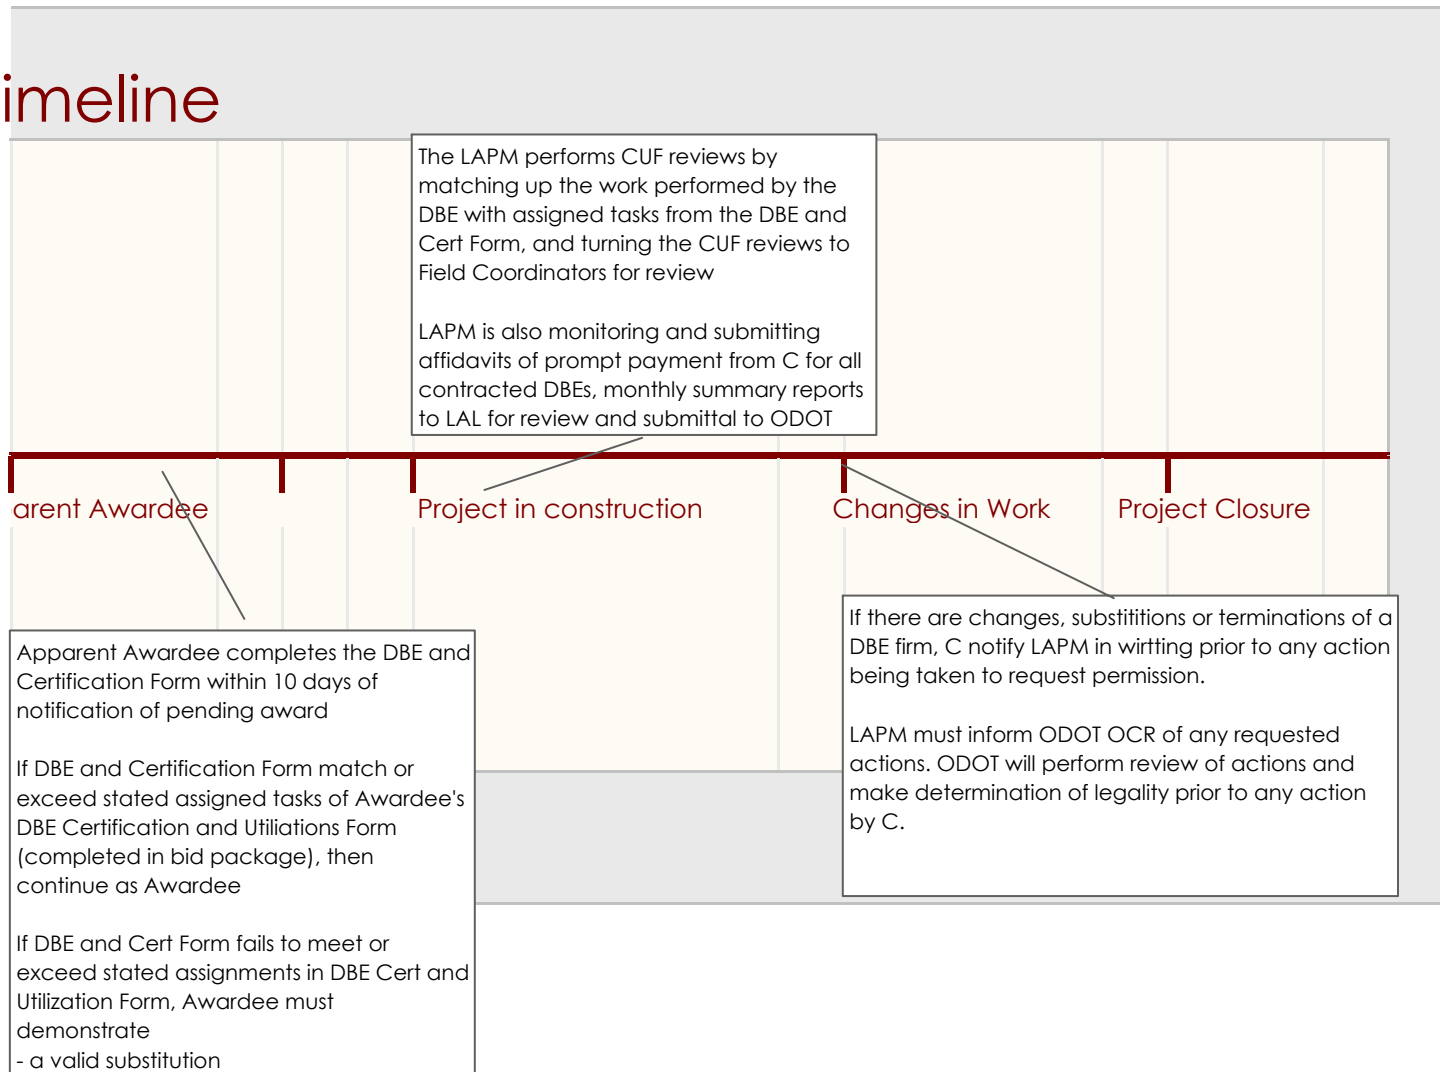 imeline
The LAPM performs CUF reviews by
matching up the work performed by the
DBE with assigned tasks from the DBE and
Cert Form, and turning the CUF reviews to
Field Coordinators for review
LAPM is also monitoring and submitting
affidavits of prompt payment from C for all
contracted DBEs, monthly summary reports
to LAL for review and submittal to ODOT
arent Awardee
Project in construction
Changes in Work
Project Closure
Apparent Awardee completes the DBE and
Certification Form within 10 days of
notification of pending award
If DBE and Certification Form match or
exceed stated assigned tasks of Awardee's
DBE Certification and Utiliations Form
(completed in bid package), then
continue as Awardee
If DBE and Cert Form fails to meet or
exceed stated assignments in DBE Cert and
Utilization Form, Awardee must
demonstrate
- a valid substitution
If there are changes, substititions or terminations of a
DBE firm, C notify LAPM in wirtting prior to any action
being taken to request permission.
LAPM must inform ODOT OCR of any requested
actions. ODOT will perform review of actions and
make determination of legality prior to any action
by C.